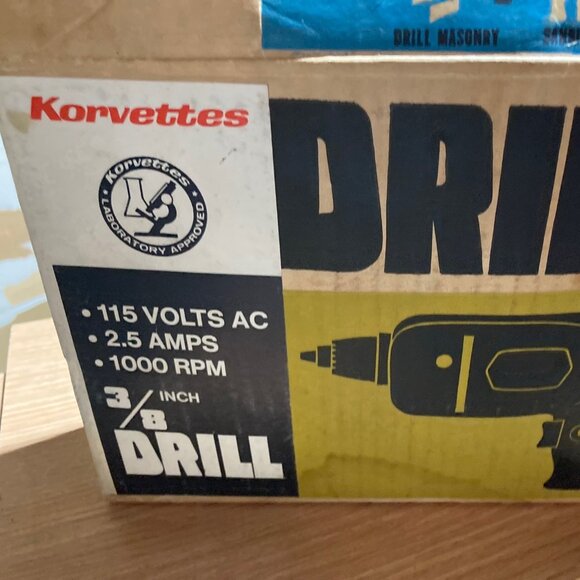 DRILL MASONRY
Korvettes
DRI
Korvettes
LABORATORY APPROVED
• 115 VOLTS AC
• 2.5 AMPS
• 1000 RPM
3/8 INCH
DRILL